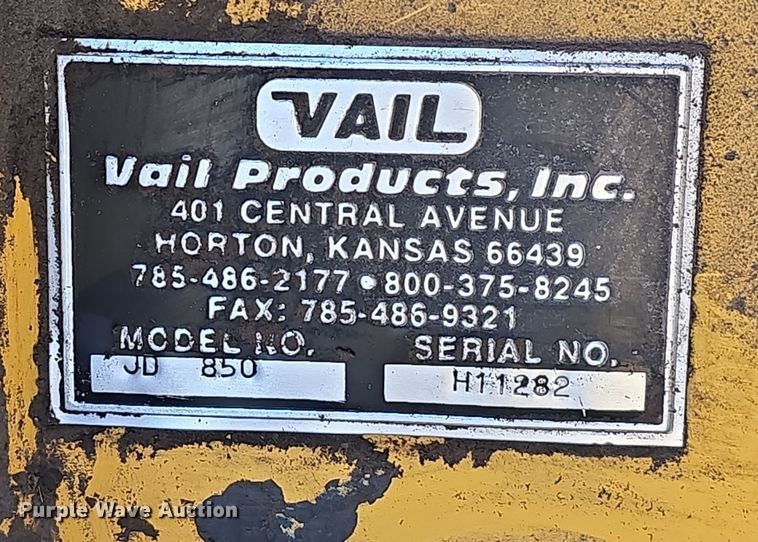 VAIL
Vail Products, Inc.
401 CENTRAL AVENUE
HORTON, KANSAS 66439
785-486-2177 • 800-375-8245
FAX: 785-486-9321
MODEL NO. SERIAL NO.
JD 850 H11282
Purple Wave Auction